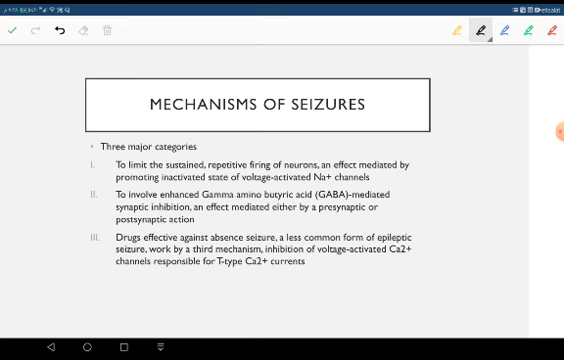 MECHANISMS OF SEIZURES
Three major categories
I. To limit the sustained, repetitive firing of neurons, an effect mediated by
promoting inactivated state of voltage-activated Na+ channels
II. To involve enhanced Gamma amino butyric acid (GABA)-mediated
synaptic inhibition, an effect mediated either by a presynaptic or
postsynaptic action
III. Drugs effective against absence seizure, a less common form of epileptic
seizure, work by a third mechanism, inhibition of voltage-activated Ca2+
channels responsible for T-type Ca2+ currents